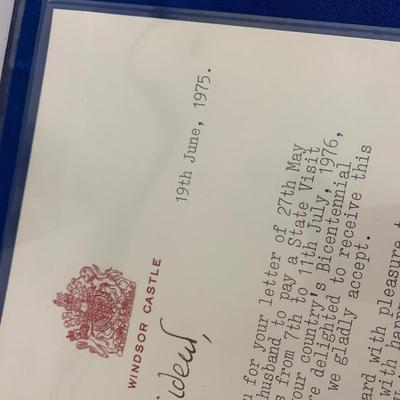 WINDSOR CASTLE
19th June, 1975.
ident,
for your letter of 27th May
husband to pay a State Visit
from 7th to 11th July, 1976,
our country's Bicentennial
re delighted to receive this
we gladly accept.
ard with pleasure t
with